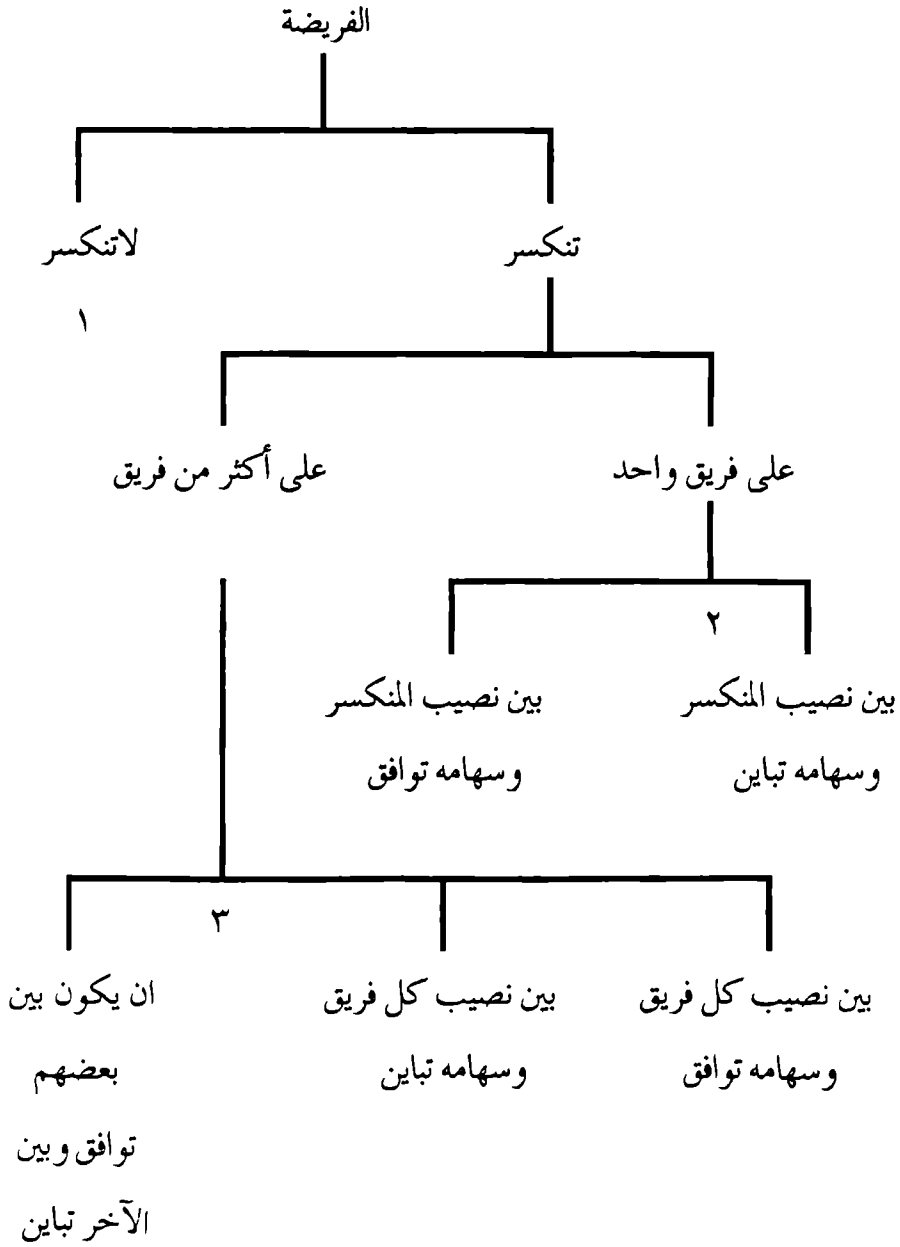 الفريضة
تنكسر
لاتنكسر
١
على فريق واحد
على أكثر من فريق
٢
بين نصيب المنكسر
وسهامه تباين
بين نصيب المنكسر
وسهامه توافق
٣
بين نصيب كل فريق
وسهامه توافق
بين نصيب كل فريق
وسهامه تباين
ان يكون بين
بعضهم
توافق وبين
الآخر تباين